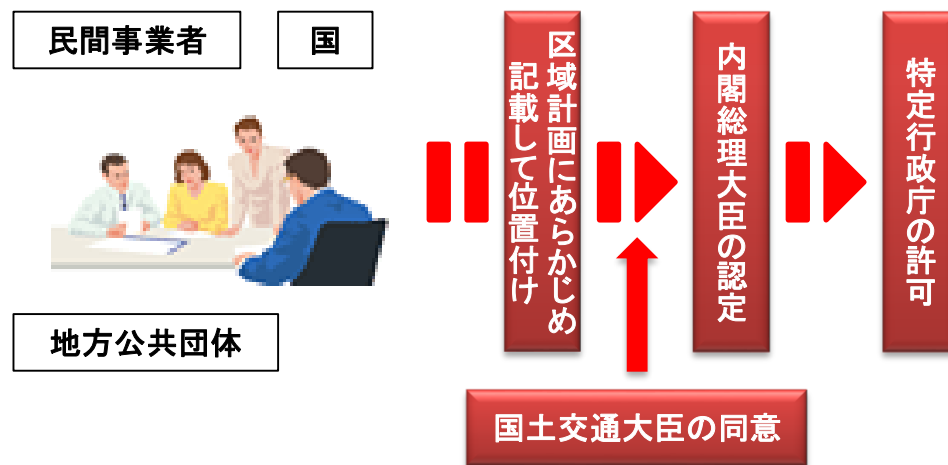 民間事業者
国
地方公共団体
区域計画にあらかじめ
記載して位置付け
内閣総理大臣の認定
特定行政庁の許可
国土交通大臣の同意